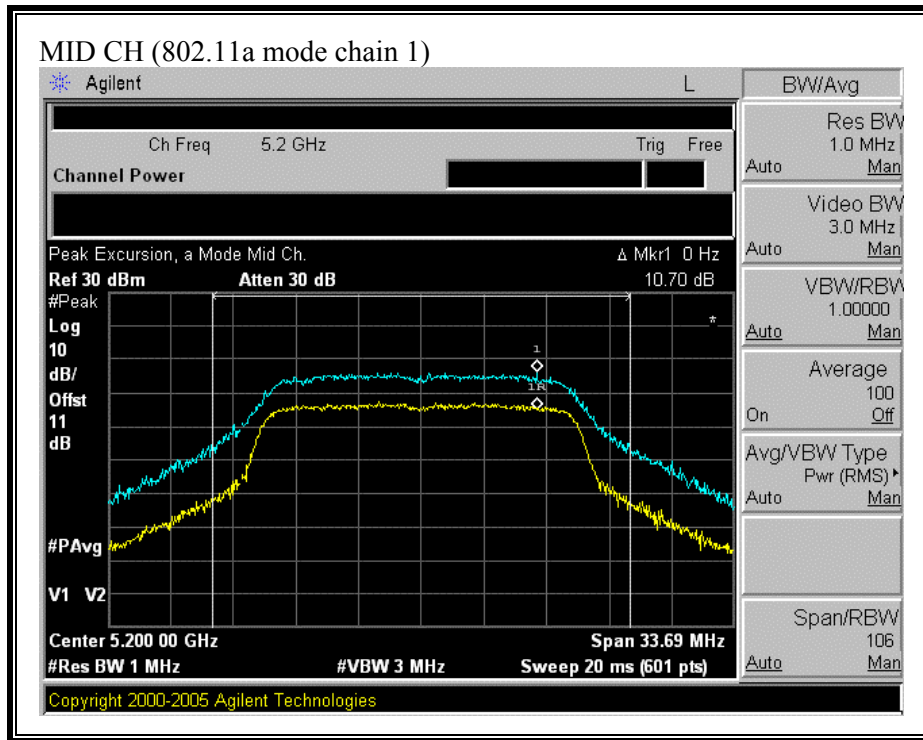 MID CH (802.11a mode chain 1)
Agilent L
Ch Freq 5.2 GHz Trig Free
Channel Power
Peak Excursion, a Mode Mid Ch. Δ Mkr1 0 Hz
Ref 30 dBm Atten 30 dB 10.70 dB
#Peak
Log
10
dB/
Offst
11
dB
#PAvg
V1 V2
1
1R
*
Center 5.200 00 GHz Span 33.69 MHz
#Res BW 1 MHz #VBW 3 MHz Sweep 20 ms (601 pts)
Copyright 2000-2005 Agilent Technologies
BW/Avg
Res BW
1.0 MHz
Auto Man
Video BW
3.0 MHz
Auto Man
VBW/RBW
1.00000
Auto Man
Average
100
On Off
Avg/VBW Type
Pwr (RMS)
Auto Man
Span/RBW
106
Auto Man